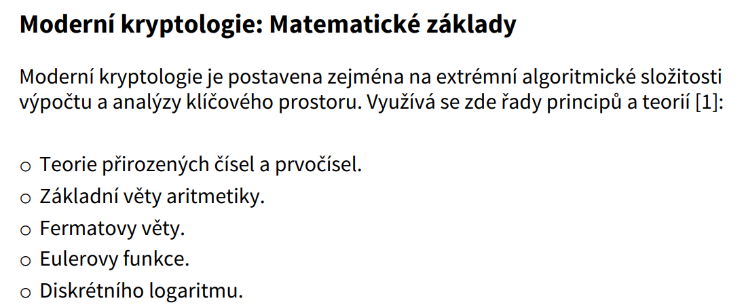 Moderní kryptologie: Matematické základy
Moderní kryptologie je postavena zejména na extrémní algoritmické složitosti
výpočtu a analýzy klíčového prostoru. Využívá se zde řady principů a teorií [1]:
○ Teorie přirozených čísel a prvočísel.
○ Základní věty aritmetiky.
○ Fermatovy věty.
○ Eulerovy funkce.
○ Diskrétního logaritmu.